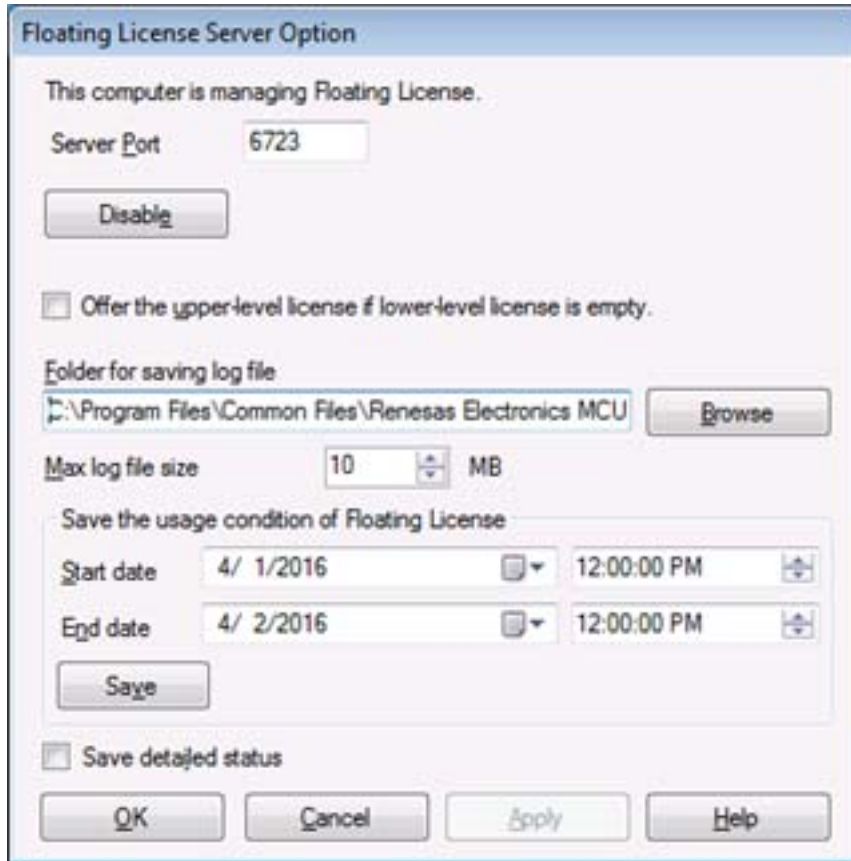 Floating License Server Option
This computer is managing Floating License.
Server Port 6723
Disable
Offer the upper-level license if lower-level license is empty.
Folder for saving log file
C:\Program Files\Common Files\Renesas Electronics MCU Browse
Max log file size 10 MB
Save the usage condition of Floating License
Start date 4/ 1/2016 12:00:00 PM
End date 4/ 2/2016 12:00:00 PM
Save
Save detailed status
OK Cancel Apply Help